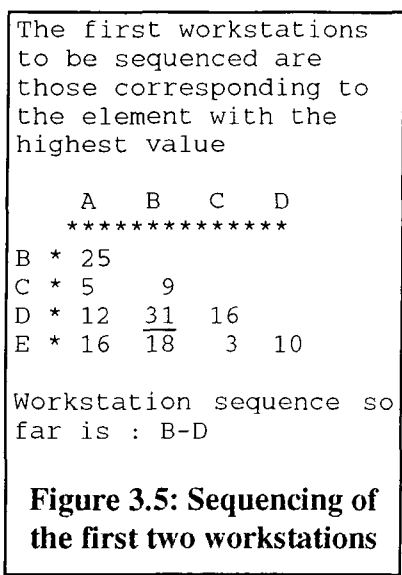 The first workstations
to be sequenced are
those corresponding to
the element with the
highest value
A B C D
**************
B * 25
C * 5 9
D * 12 31 16
E * 16 18 3 10
Workstation sequence so
far is : B-D
Figure 3.5: Sequencing of
the first two workstations